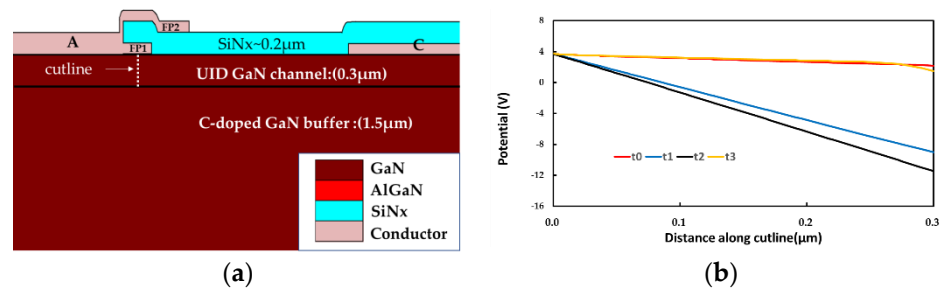 A
FP1
FP2
SiNx~0.2μm
C
cutline
UID GaN channel:(0.3μm)
C-doped GaN buffer :(1.5μm)
GaN
AlGaN
SiNx
Conductor
(a)
Potential (V)
8
4
0
-4
-8
-12
-16
t0 t1 t2 t3
0.0 0.1 0.2 0.3
Distance along cutline(μm)
(b)